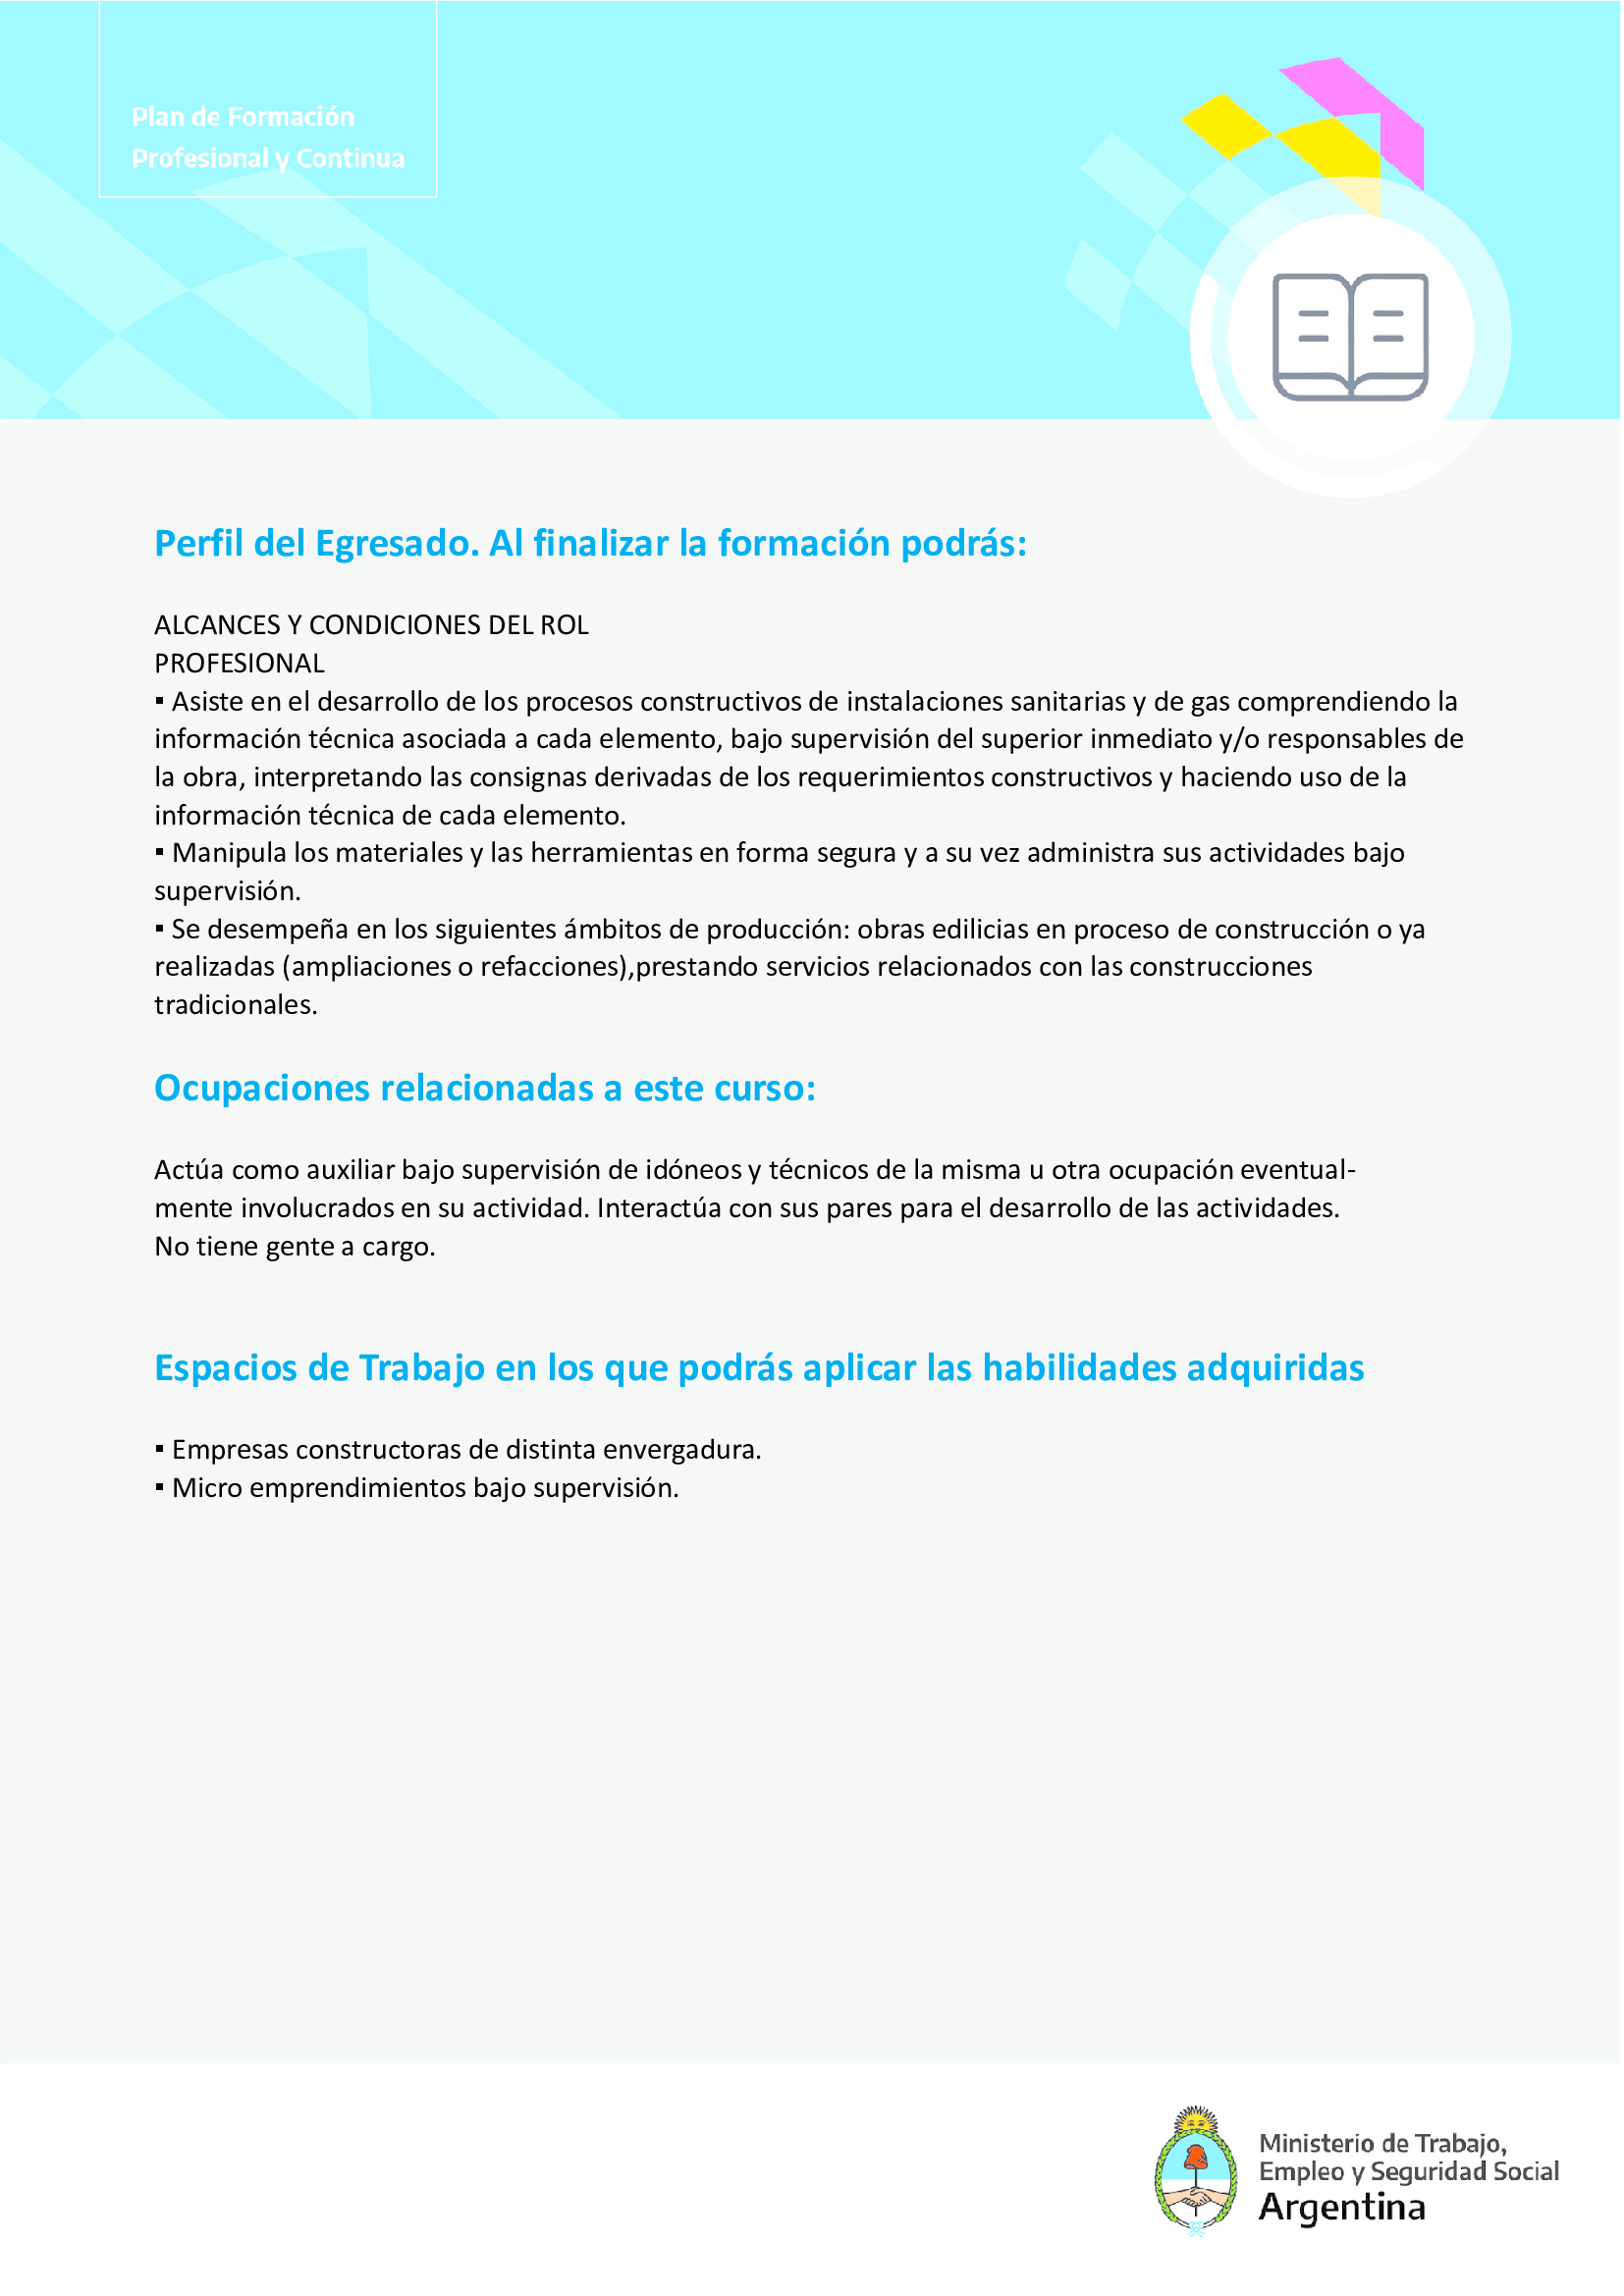 Plan de Formación
Profesional y Continua
Perfil del Egresado. Al finalizar la formación podrás:
ALCANCES Y CONDICIONES DEL ROL
PROFESIONAL
▪ Asiste en el desarrollo de los procesos constructivos de instalaciones sanitarias y de gas comprendiendo la
información técnica asociada a cada elemento, bajo supervisión del superior inmediato y/o responsables de
la obra, interpretando las consignas derivadas de los requerimientos constructivos y haciendo uso de la
información técnica de cada elemento.
▪ Manipula los materiales y las herramientas en forma segura y a su vez administra sus actividades bajo
supervisión.
▪ Se desempeña en los siguientes ámbitos de producción: obras edilicias en proceso de construcción o ya
realizadas (ampliaciones o refacciones),prestando servicios relacionados con las construcciones
tradicionales.
Ocupaciones relacionadas a este curso:
Actúa como auxiliar bajo supervisión de idóneos y técnicos de la misma u otra ocupación eventual-
mente involucrados en su actividad. Interactúa con sus pares para el desarrollo de las actividades.
No tiene gente a cargo.
Espacios de Trabajo en los que podrás aplicar las habilidades adquiridas
▪ Empresas constructoras de distinta envergadura.
▪ Micro emprendimientos bajo supervisión.
Ministerio de Trabajo,
Empleo y Seguridad Social
Argentina